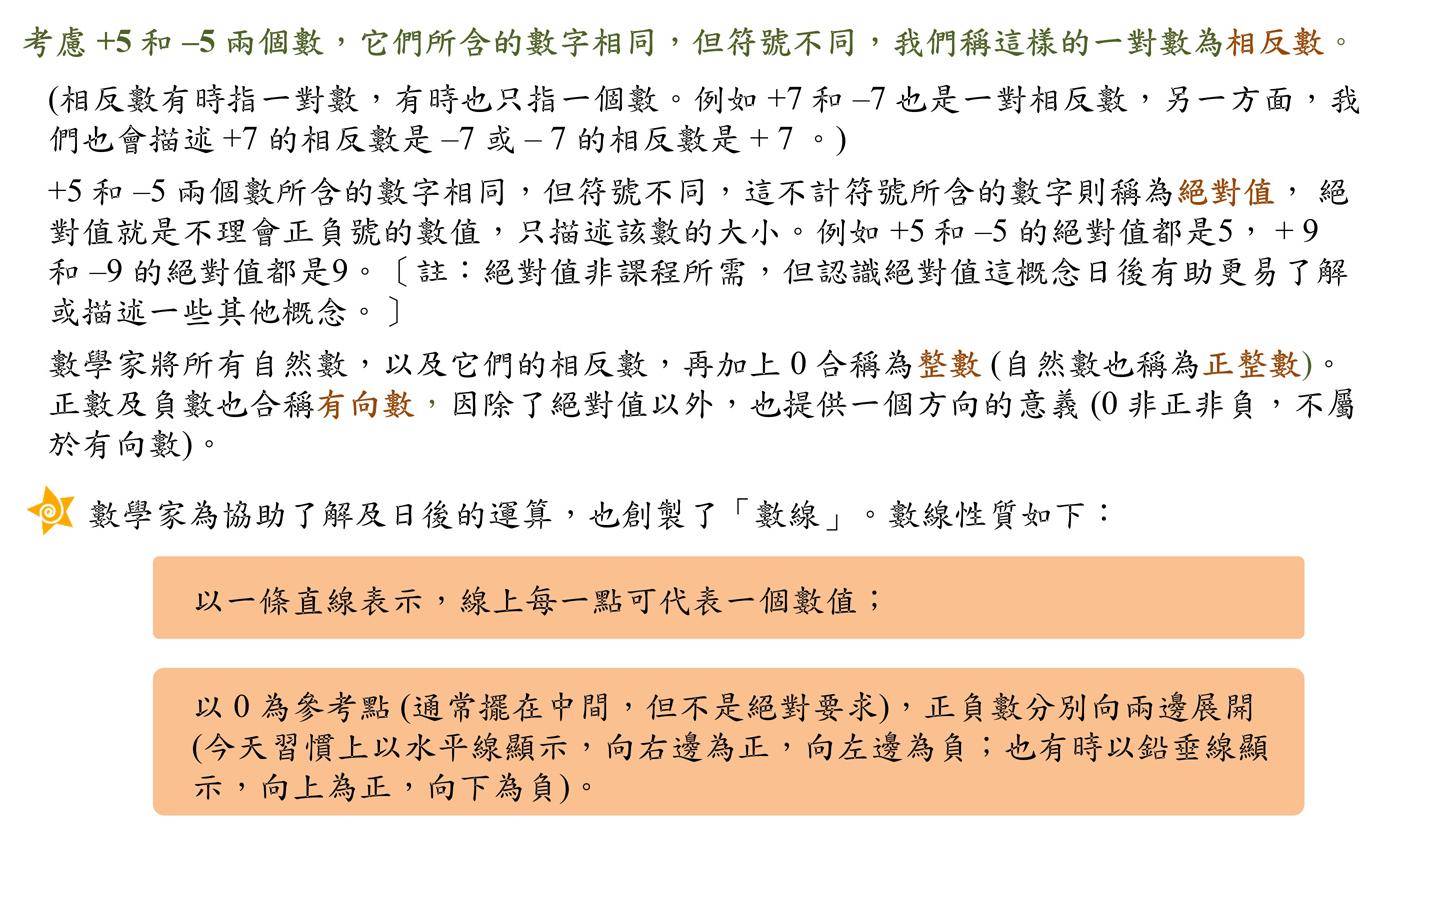 考慮 +5 和 –5 兩個數，它們所含的數字相同，但符號不同，我們稱這樣的一對數為相反數。
(相反數有時指一對數，有時也只指一個數。例如 +7 和 –7 也是一對相反數，另一方面，我
們也會描述 +7 的相反數是 –7 或 – 7 的相反數是 + 7 。)
+5 和 –5 兩個數所含的數字相同，但符號不同，這不計符號所含的數字則稱為絕對值， 絕
對值就是不理會正負號的數值，只描述該數的大小。例如 +5 和 –5 的絕對值都是5， + 9
和 –9 的絕對值都是9。〔 註：絕對值非課程所需，但認識絕對值這概念日後有助更易了解
或描述一些其他概念。 〕
數學家將所有自然數，以及它們的相反數，再加上 0 合稱為整數 (自然數也稱為正整數)。
正數及負數也合稱有向數，因除了絕對值以外，也提供一個方向的意義 (0 非正非負，不屬
於有向數)。
數學家為協助了解及日後的運算，也創製了「數線」。數線性質如下：
以一條直線表示，線上每一點可代表一個數值；
以 0 為參考點 (通常擺在中間，但不是絕對要求)，正負數分別向兩邊展開
(今天習慣上以水平線顯示，向右邊為正，向左邊為負；也有時以鉛垂線顯
示，向上為正，向下為負)。